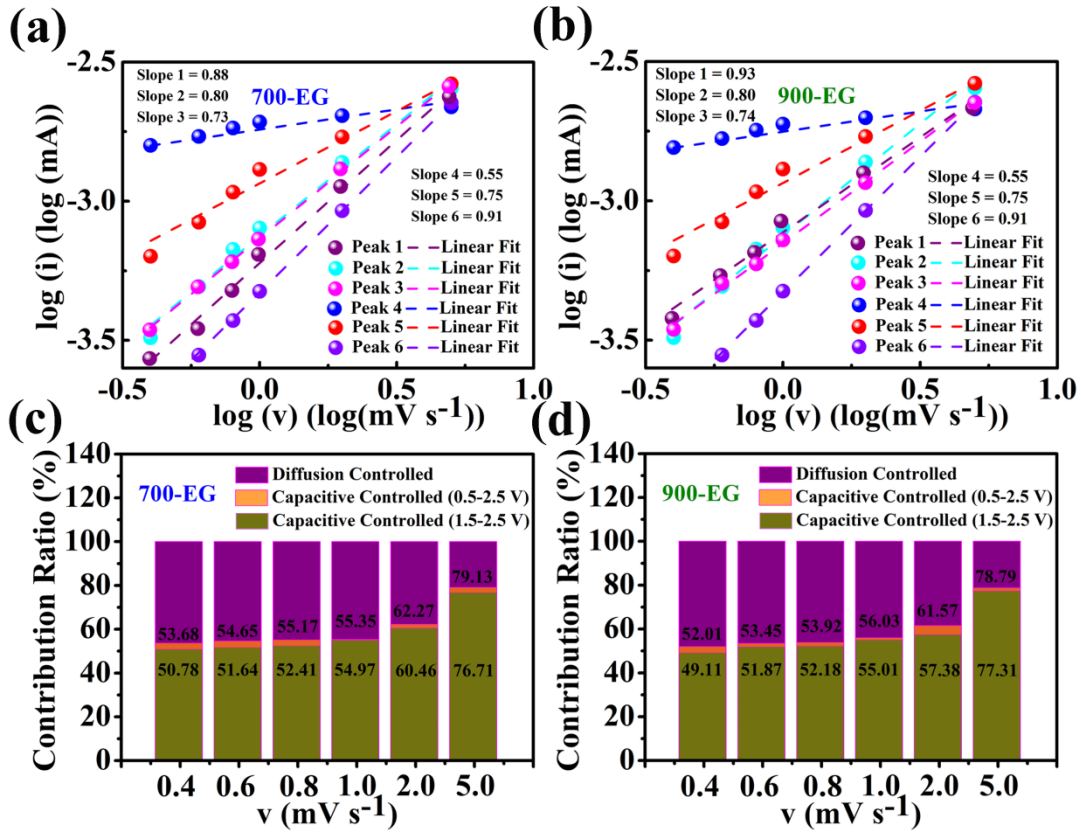 (a)
-2.5
-3.0
-3.5
log (i) (log (mA))
Slope 1 = 0.88
Slope 2 = 0.80
Slope 3 = 0.73
700-EG
Slope 4 = 0.55
Slope 5 = 0.75
Slope 6 = 0.91
Peak 1 Linear Fit
Peak 2 Linear Fit
Peak 3 Linear Fit
Peak 4 Linear Fit
Peak 5 Linear Fit
Peak 6 Linear Fit
-0.5 0.0 0.5 1.0
log (v) (log(mV s⁻¹))
(b)
-2.5
-3.0
-3.5
log (i) (log (mA))
Slope 1 = 0.93
Slope 2 = 0.80
Slope 3 = 0.74
900-EG
Slope 4 = 0.55
Slope 5 = 0.75
Slope 6 = 0.91
Peak 1 Linear Fit
Peak 2 Linear Fit
Peak 3 Linear Fit
Peak 4 Linear Fit
Peak 5 Linear Fit
Peak 6 Linear Fit
-0.5 0.0 0.5 1.0
log (v) (log(mV s⁻¹))
(c)
140
120
100
80
60
40
20
0
Contribution Ratio (%)
700-EG
Diffusion Controlled
Capacitive Controlled (0.5-2.5 V)
Capacitive Controlled (1.5-2.5 V)
53.68 54.65 55.17 55.35 62.27 79.13
50.78 51.64 52.41 54.97 60.46 76.71
0.4 0.6 0.8 1.0 2.0 5.0
v (mV s⁻¹)
(d)
140
120
100
80
60
40
20
0
Contribution Ratio (%)
900-EG
Diffusion Controlled
Capacitive Controlled (0.5-2.5 V)
Capacitive Controlled (1.5-2.5 V)
52.01 53.45 53.92 56.03 61.57 78.79
49.11 51.87 52.18 55.01 57.38 77.31
0.4 0.6 0.8 1.0 2.0 5.0
v (mV s⁻¹)